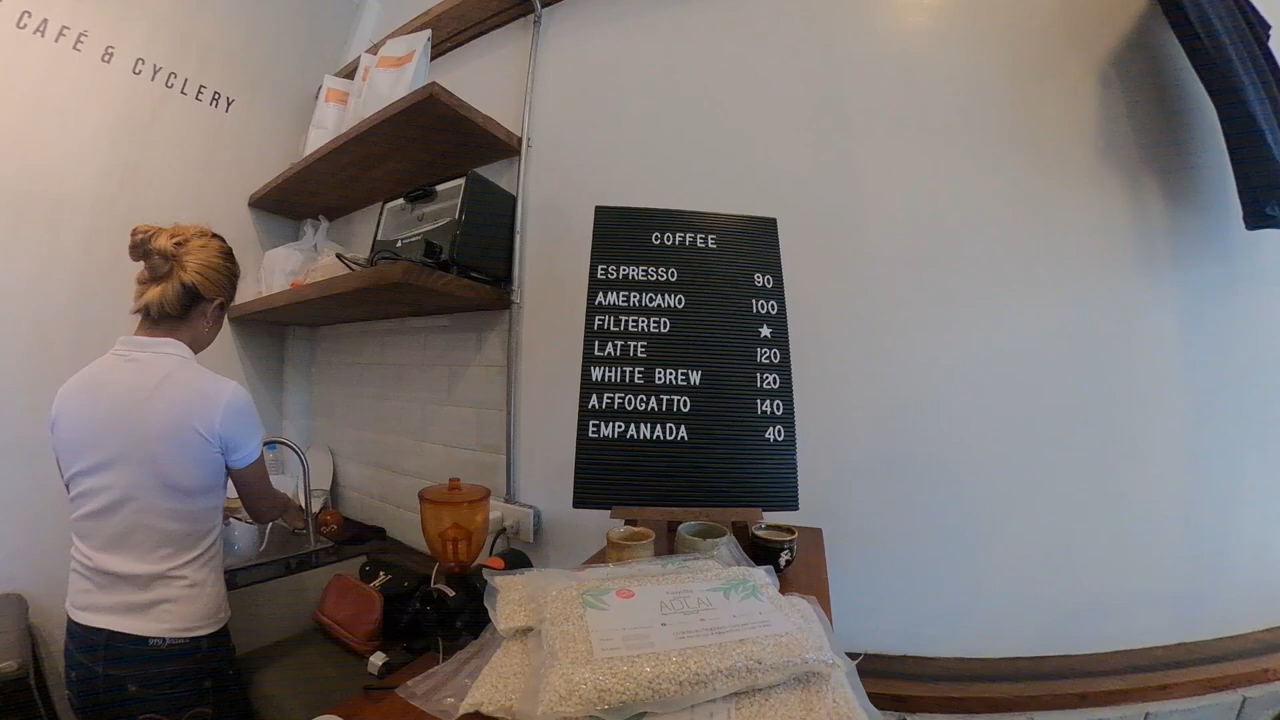 CAFÉ & CYCLERY
COFFEE
ESPRESSO 90
AMERICANO 100
FILTERED ★
LATTE 120
WHITE BREW 120
AFFOGATTO 140
EMPANADA 40
ADLAI